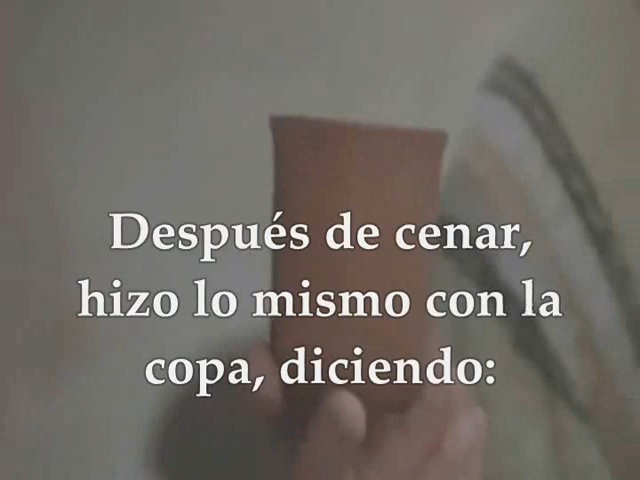 Después de cenar,
hizo lo mismo con la
copa, diciendo: